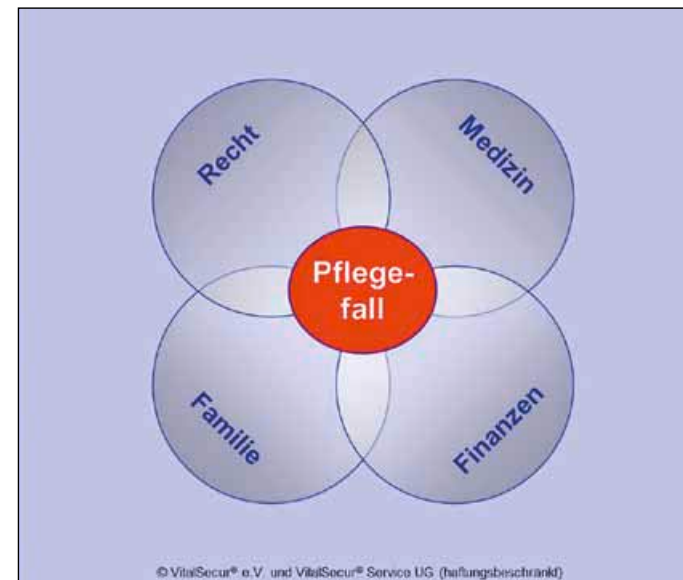 Recht
Medizin
Pflege-
fall
Familie
Finanzen
© VitalSecur® e.V. und VitalSecur® Service UG (haftungsbeschränkt)